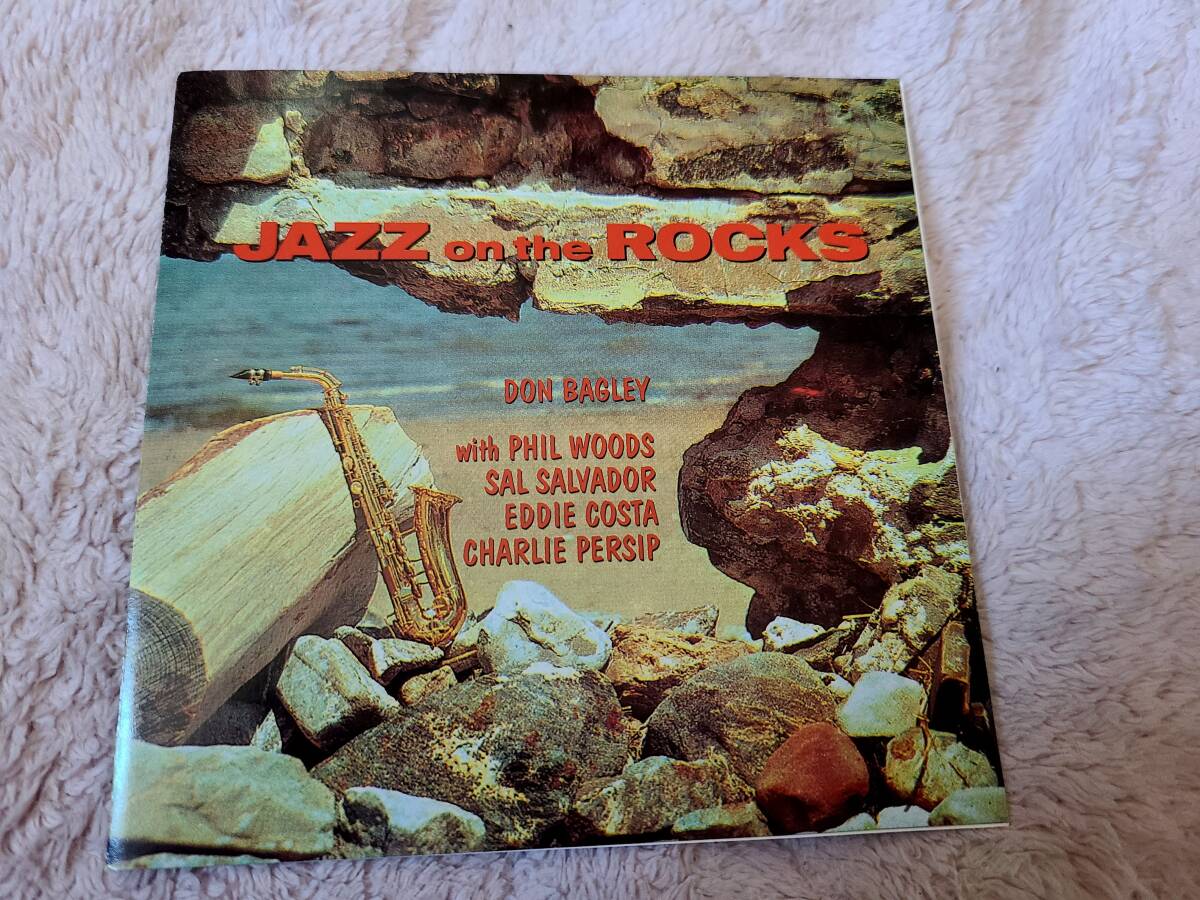 JAZZ on the ROCKS
DON BAGLEY
with PHIL WOODS
SAL SALVADOR
EDDIE COSTA
CHARLIE PERSIP